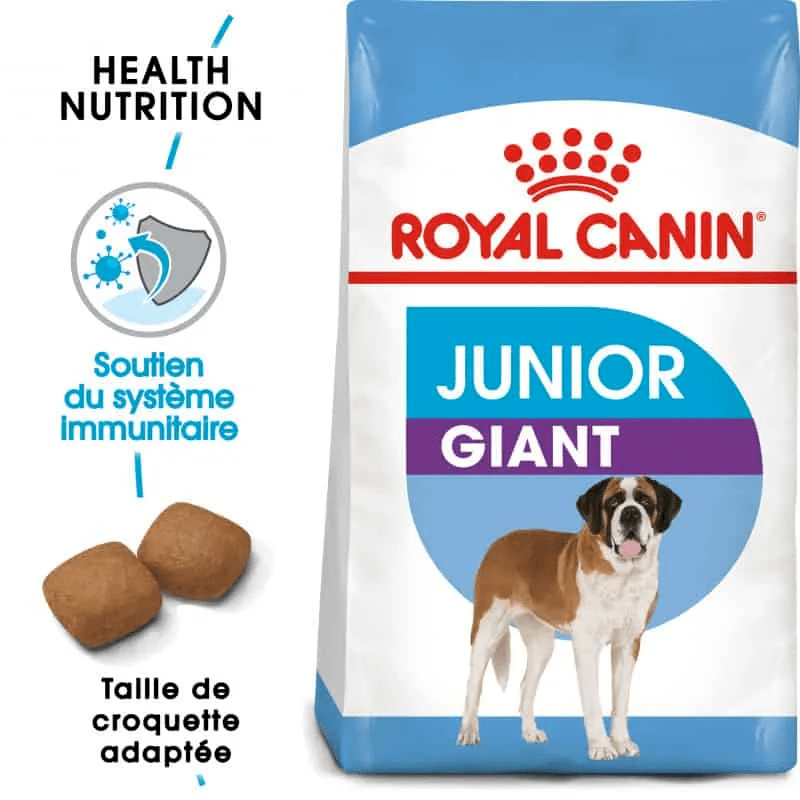 HEALTH
NUTRITION
Soutien
du système
immunitaire
Taille de
croquette
adaptée
ROYAL CANIN®
JUNIOR
GIANT